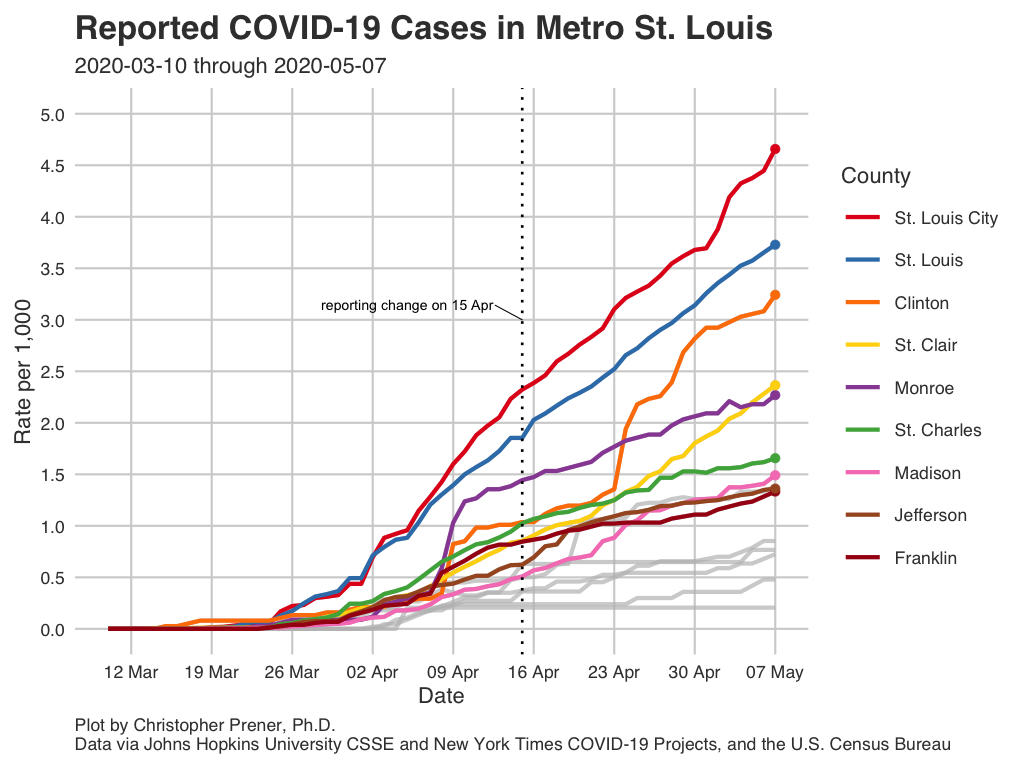 Reported COVID-19 Cases in Metro St. Louis
2020-03-10 through 2020-05-07
Rate per 1,000
5.0
4.5
4.0
3.5
3.0
2.5
2.0
1.5
1.0
0.5
0.0
reporting change on 15 Apr
12 Mar
19 Mar
26 Mar
02 Apr
09 Apr
16 Apr
23 Apr
30 Apr
07 May
Date
County
St. Louis City
St. Louis
Clinton
St. Clair
Monroe
St. Charles
Madison
Jefferson
Franklin
Plot by Christopher Prener, Ph.D.
Data via Johns Hopkins University CSSE and New York Times COVID-19 Projects, and the U.S. Census Bureau